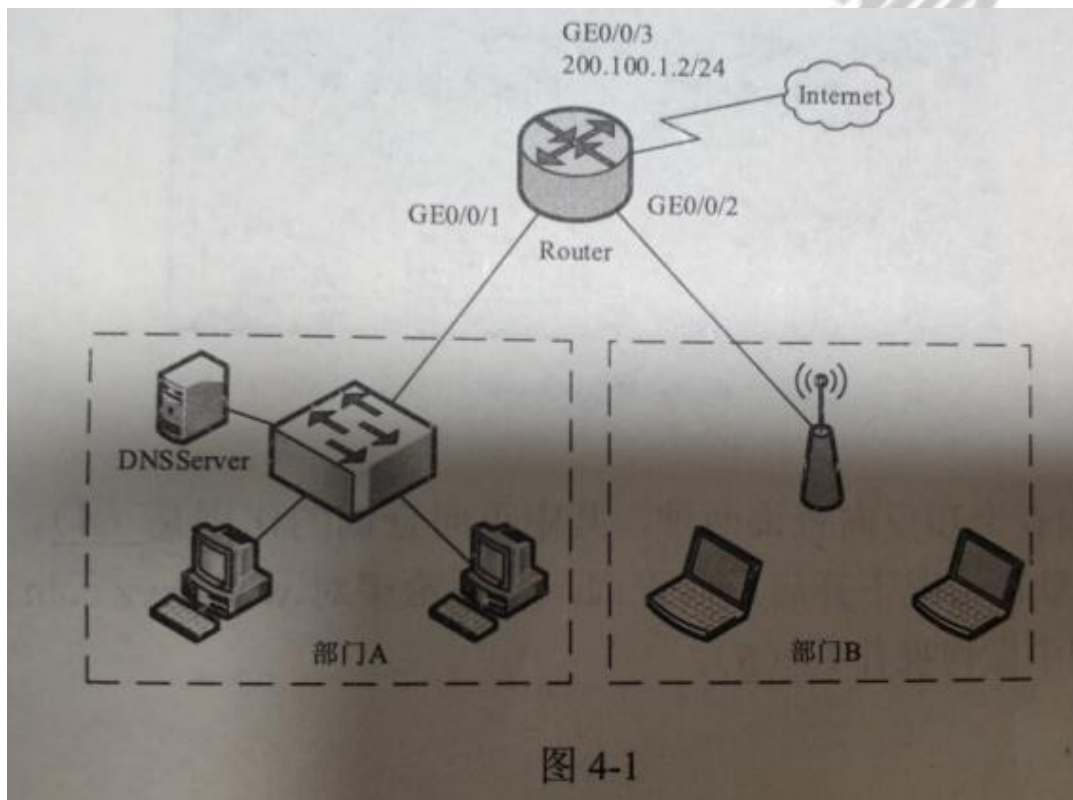 GE0/0/3
200.100.1.2/24
Internet
GE0/0/1
GE0/0/2
Router
DNSServer
部门A
部门B
图 4-1